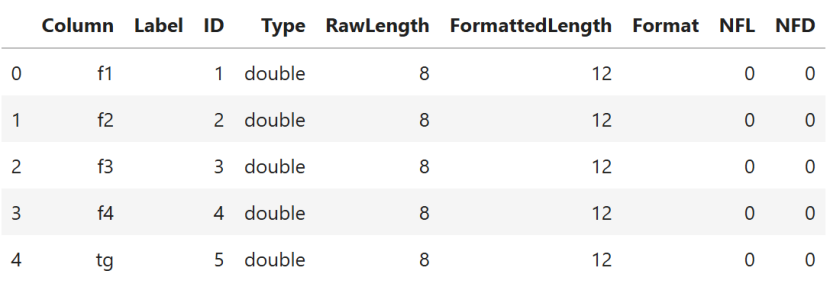 Column Label ID Type RawLength FormattedLength Format NFL NFD
0 f1 1 double 8 12 0 0
1 f2 2 double 8 12 0 0
2 f3 3 double 8 12 0 0
3 f4 4 double 8 12 0 0
4 tg 5 double 8 12 0 0